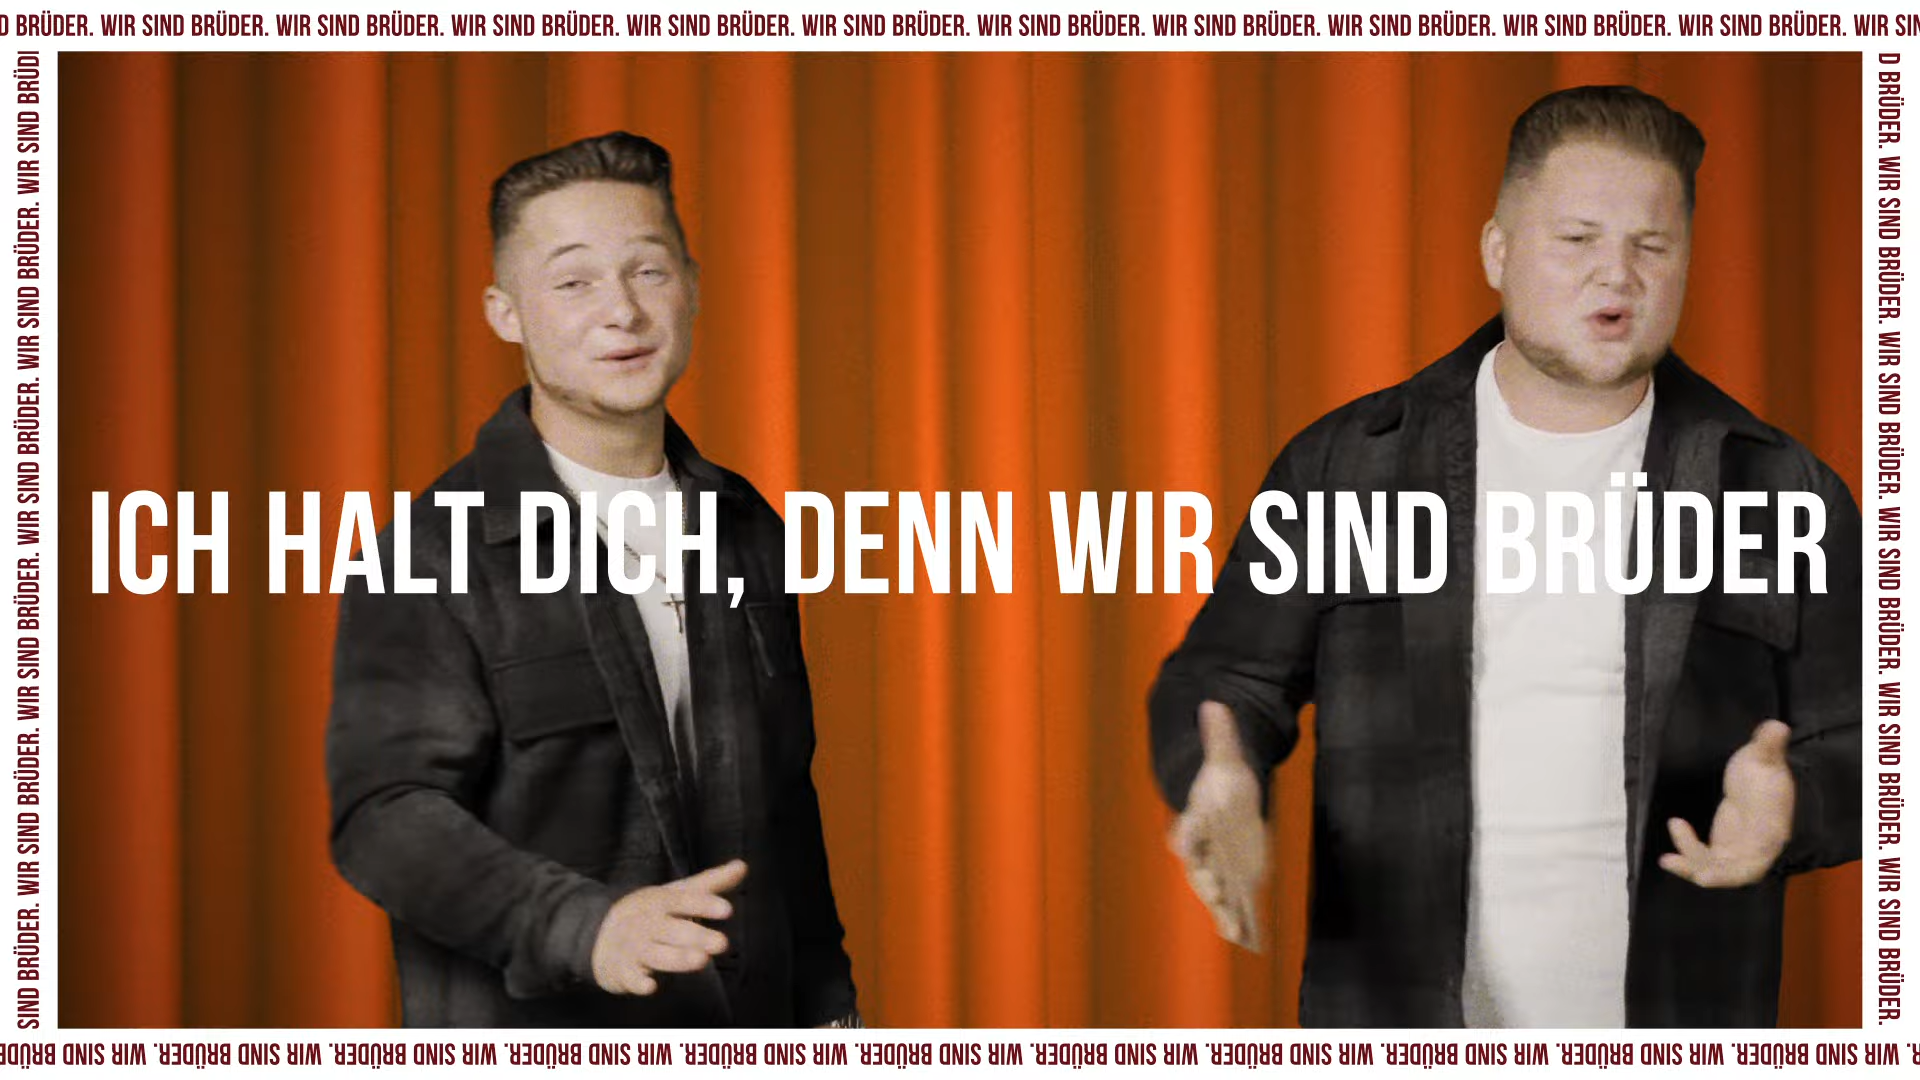 D BRÜDER. WIR SIND BRÜDER. WIR SIND BRÜDER. WIR SIND BRÜDER. WIR SIND BRÜDER. WIR SIND BRÜDER. WIR SIND BRÜDER. WIR SIND BRÜDER. WIR SIND BRÜDER. WIR SIND BRÜDER. WIR SIND BRÜDER. WIR SIN
SIND BRÜDER. WIR SIND BRÜDER. WIR SIND BRÜDER. WIR SIND BRÜDER. WIR SIND BRÜDER. WIR SIND BRÜD
ICH HALT DICH, DENN WIR SIND BRÜDER
D BRÜDER. WIR SIND BRÜDER. WIR SIND BRÜDER. WIR SIND BRÜDER. WIR SIND BRÜDER. WIR SIND BRÜDER.
R. WIR SIND BRÜDER. WIR SIND BRÜDER. WIR SIND BRÜDER. WIR SIND BRÜDER. WIR SIND BRÜDER. WIR SIND BRÜDER. WIR SIND BRÜDER. WIR SIND BRÜDER. WIR SIND BRÜDER. WIR SIND BRÜDER. WIR SIND BRÜDE